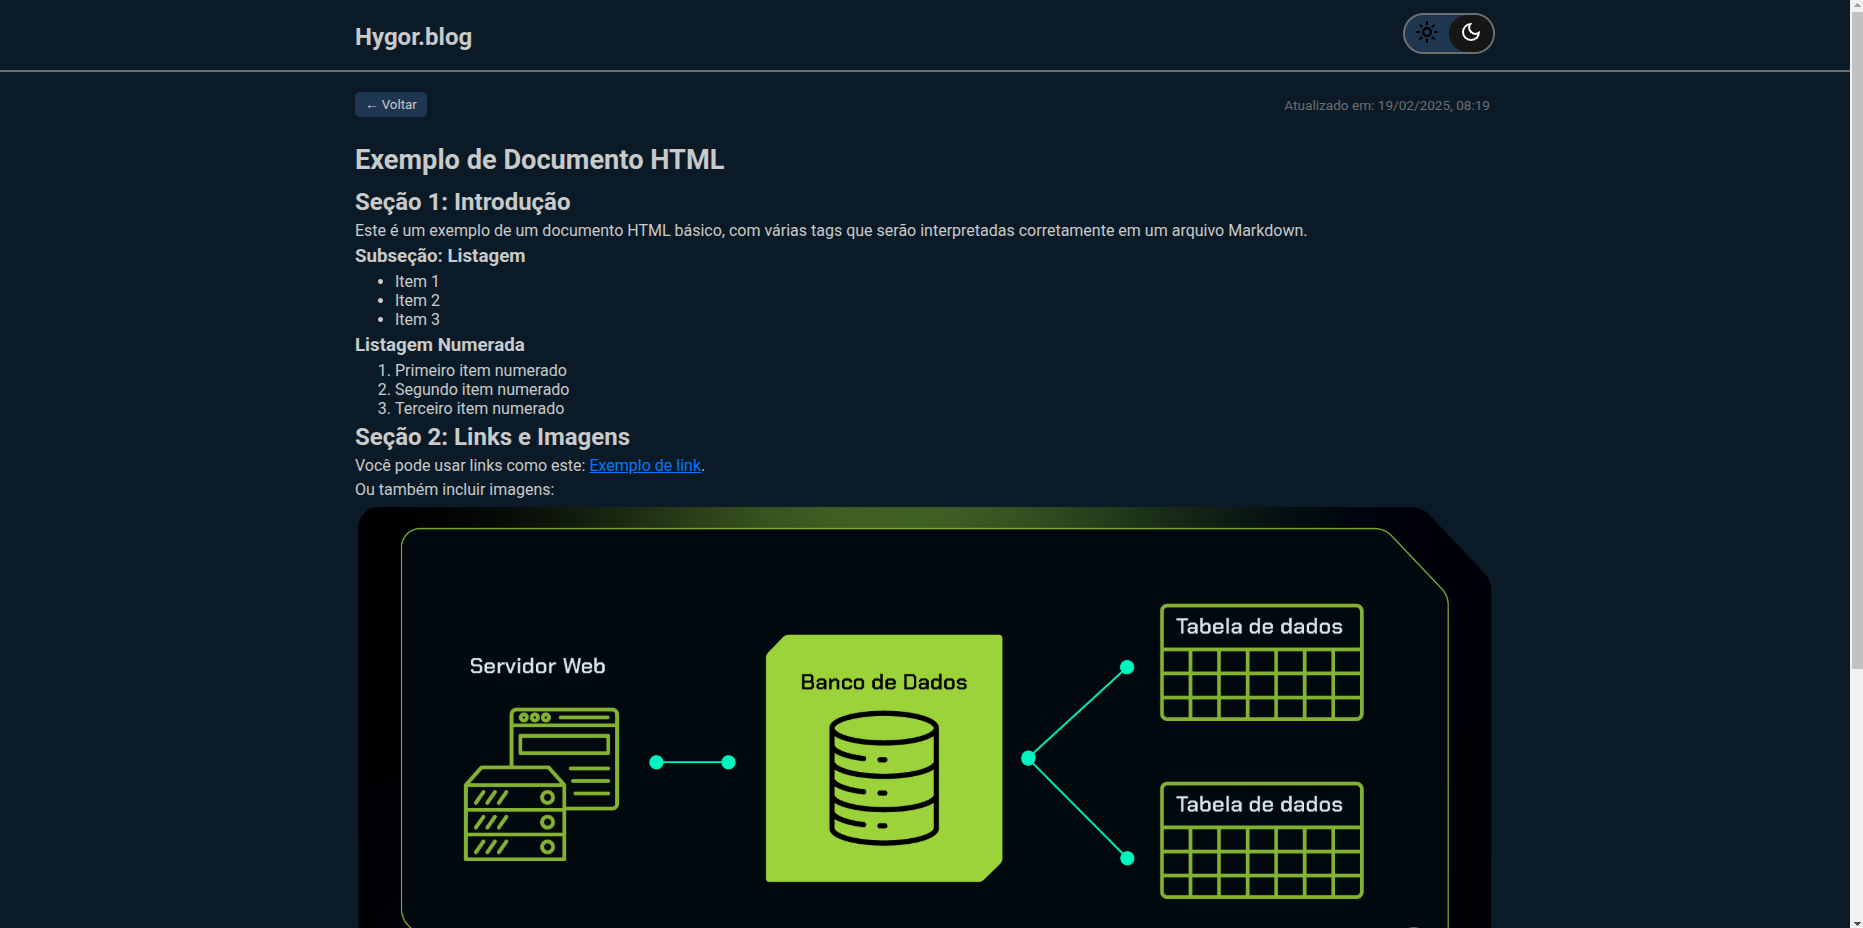 Hygor.blog
← Voltar
Atualizado em: 19/02/2025, 08:19
Exemplo de Documento HTML
Seção 1: Introdução
Este é um exemplo de um documento HTML básico, com várias tags que serão interpretadas corretamente em um arquivo Markdown.
Subseção: Listagem
• Item 1
• Item 2
• Item 3
Listagem Numerada
1. Primeiro item numerado
2. Segundo item numerado
3. Terceiro item numerado
Seção 2: Links e Imagens
Você pode usar links como este: Exemplo de link.
Ou também incluir imagens:
Servidor Web
Banco de Dados
Tabela de dados
Tabela de dados